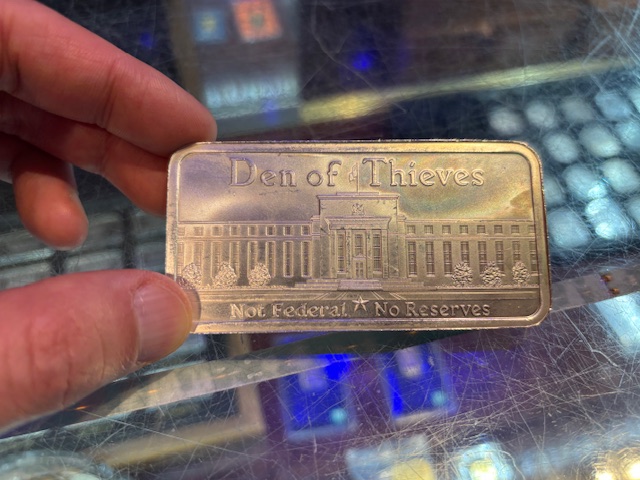 Den of Thieves
Not Federal ★ No Reserves